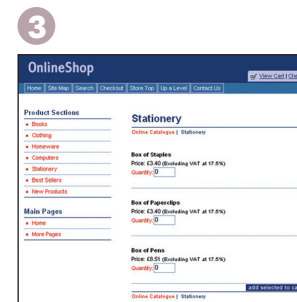 3
OnlineShop
View Cart | Che
Home Site Map Search Checkout Store Top Up a Level Contact Us
Product Sections
Books
Clothing
Homeware
Computers
Stationery
Best Sellers
New Products
Main Pages
Home
More Pages
Stationery
Online Catalogue | Stationery
Box of Staples
Price: £3.40 (Excluding VAT at 17.5%)
Quantity: 0
Box of Paperclips
Price: £3.40 (Excluding VAT at 17.5%)
Quantity: 0
Box of Pens
Price: £8.51 (Excluding VAT at 17.5%)
Quantity: 0
add selected to ca
Online Catalogue | Stationery